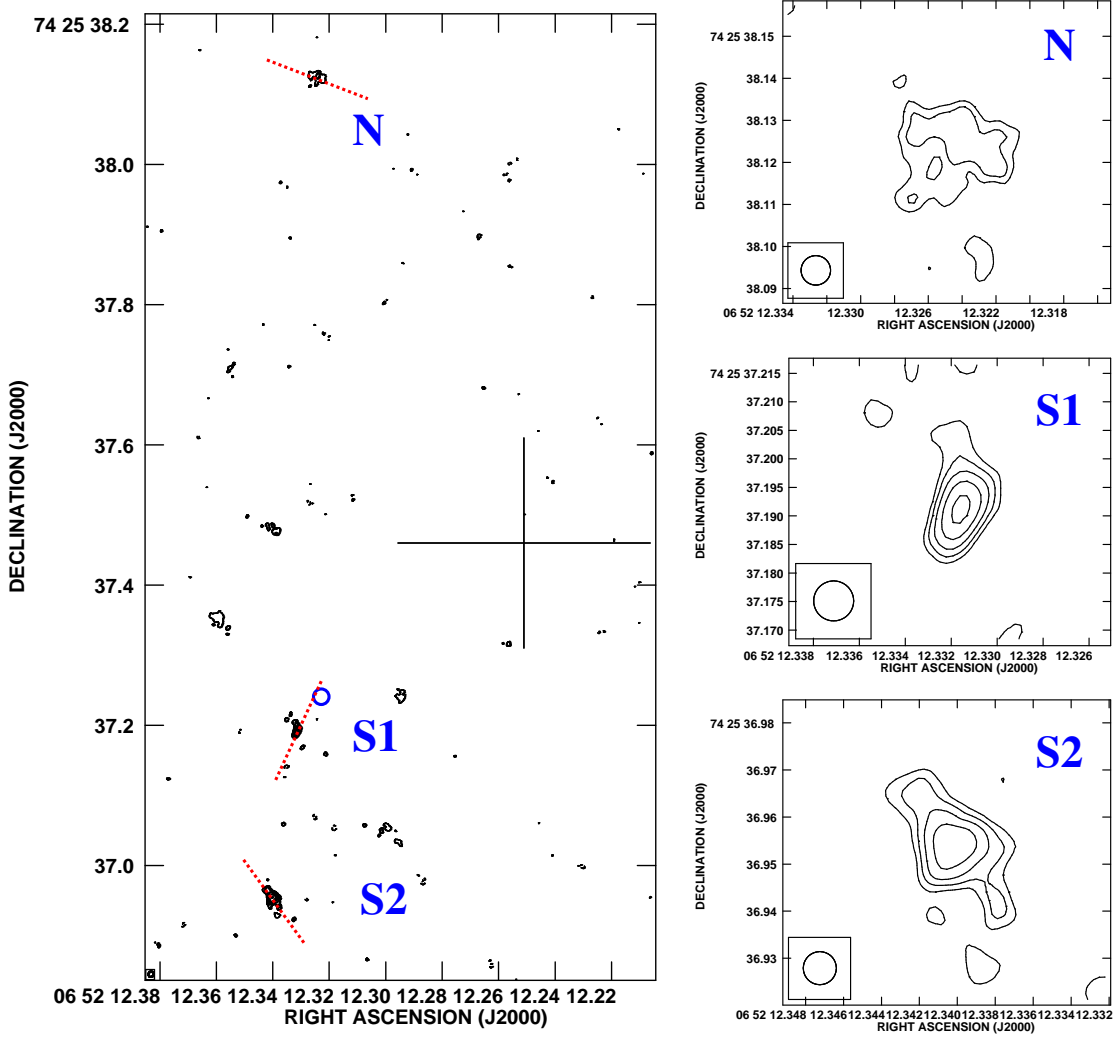 74 25 38.2
38.0
37.8
37.6
37.4
37.2
37.0
DECLINATION (J2000)
N
S1
S2
06 52 12.38 12.36 12.34 12.32 12.30 12.28 12.26 12.24 12.22
RIGHT ASCENSION (J2000)
N
74 25 38.15
38.14
38.13
38.12
38.11
38.10
38.09
DECLINATION (J2000)
06 52 12.334 12.330 12.326 12.322 12.318
RIGHT ASCENSION (J2000)
S1
74 25 37.215
37.210
37.205
37.200
37.195
37.190
37.185
37.180
37.175
37.170
DECLINATION (J2000)
06 52 12.338 12.336 12.334 12.332 12.330 12.328 12.326
RIGHT ASCENSION (J2000)
S2
74 25 36.98
36.97
36.96
36.95
36.94
36.93
DECLINATION (J2000)
06 52 12.348 12.346 12.344 12.342 12.340 12.338 12.336 12.334 12.332
RIGHT ASCENSION (J2000)